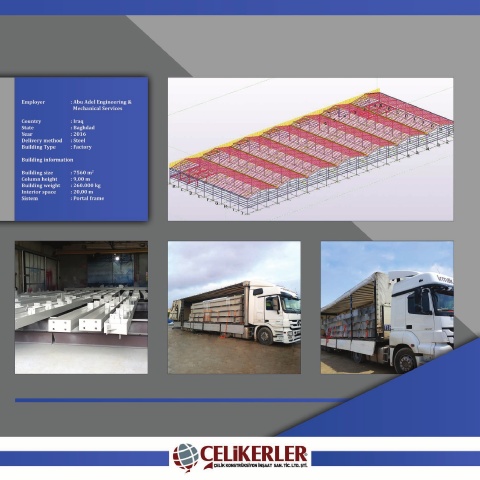 Employer : Abu Adel Engineering &
Mechanical Services
Country : Iraq
State : Baghdad
Year : 2016
Delivery method : Steel
Building Type : Factory
Building information
Building size : 7560 m²
Column height : 9,00 m
Building weight : 260.000 kg
Interior space : 20,00 m
Sistem : Portal frame
ÇELİKERLER
ÇELİK KONSTRÜKSİYON İNŞAAT SAN. TİC. LTD. ŞTİ.